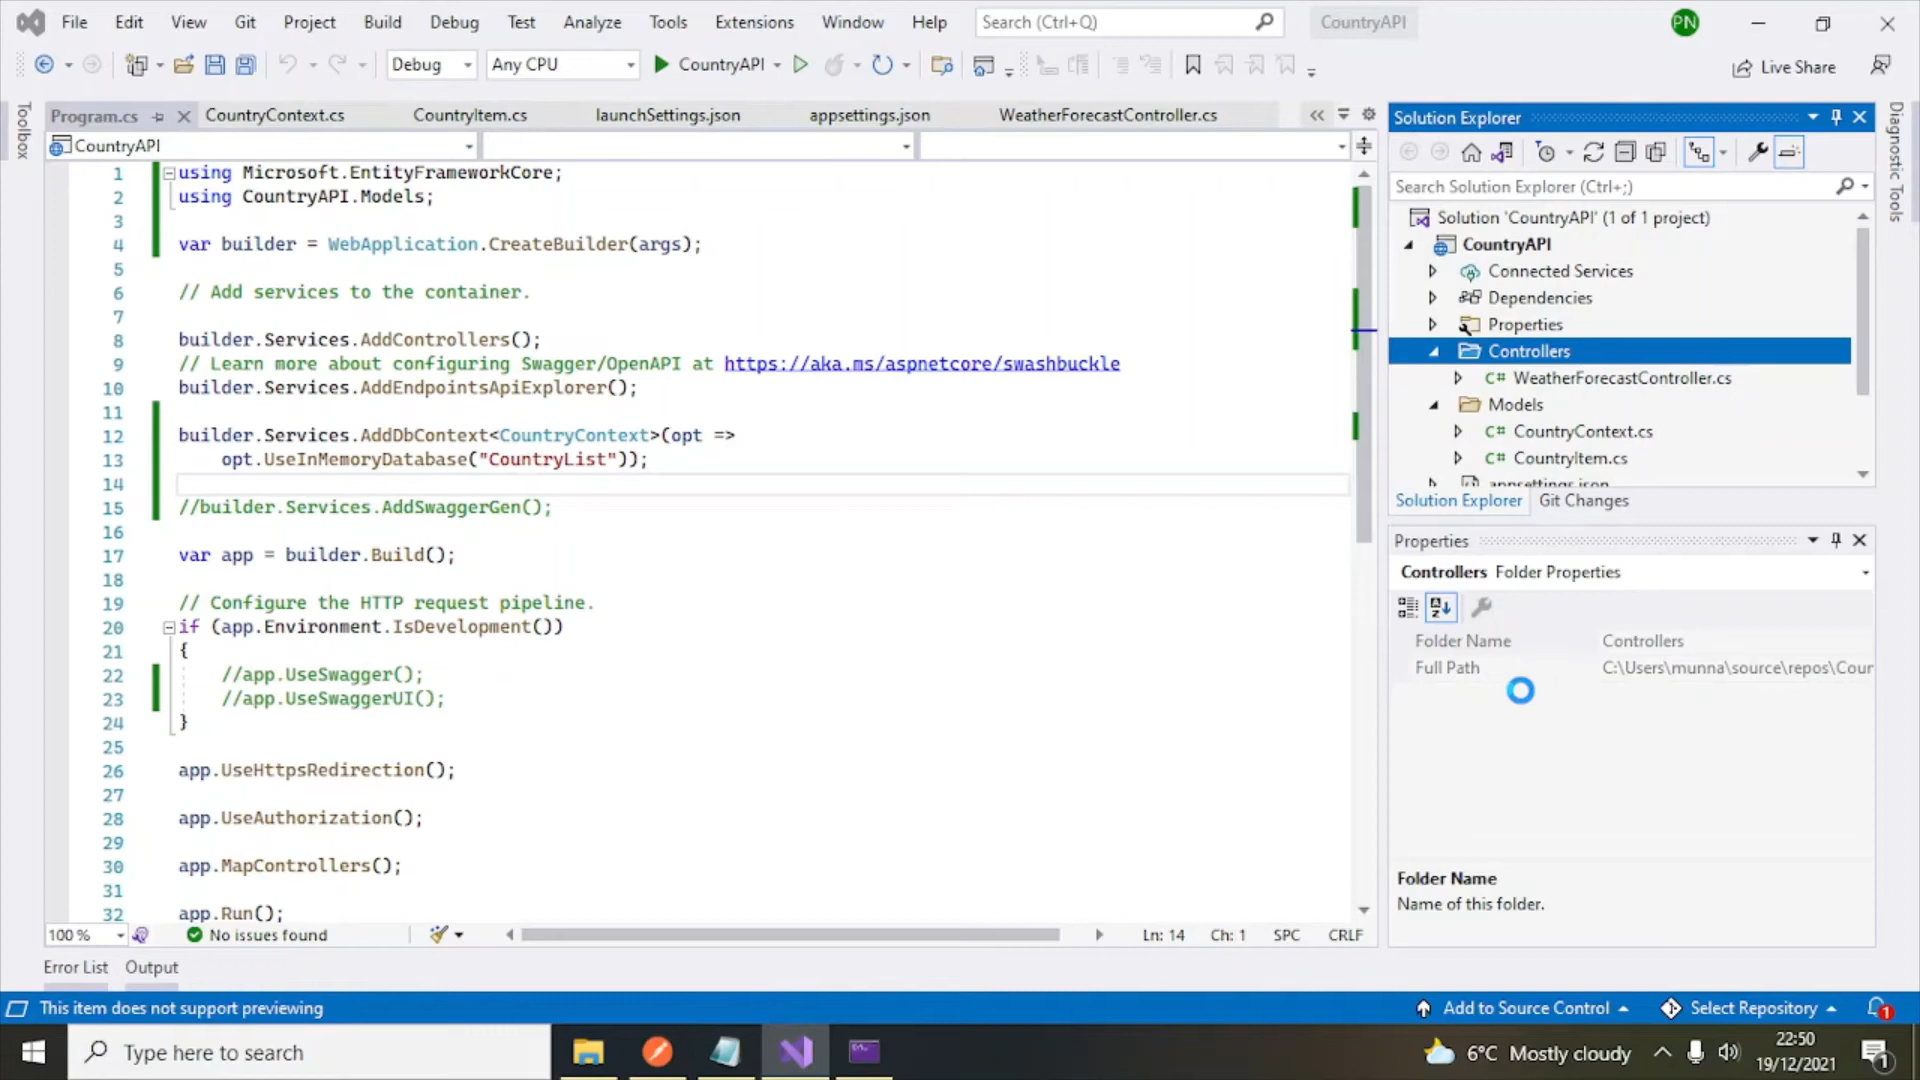 File Edit View Git Project Build Debug Test Analyze Tools Extensions Window Help Search (Ctrl+Q) CountryAPI PN
Debug Any CPU CountryAPI Live Share
Toolbox
Program.cs CountryContext.cs CountryItem.cs launchSettings.json appsettings.json WeatherForecastController.cs
CountryAPI
1 using Microsoft.EntityFrameworkCore;
2 using CountryAPI.Models;
3
4 var builder = WebApplication.CreateBuilder(args);
5
6 // Add services to the container.
7
8 builder.Services.AddControllers();
9 // Learn more about configuring Swagger/OpenAPI at https://aka.ms/aspnetcore/swashbuckle
10 builder.Services.AddEndpointsApiExplorer();
11
12 builder.Services.AddDbContext<CountryContext>(opt =>
13 opt.UseInMemoryDatabase("CountryList"));
14
15 //builder.Services.AddSwaggerGen();
16
17 var app = builder.Build();
18
19 // Configure the HTTP request pipeline.
20 if (app.Environment.IsDevelopment())
21 {
22 //app.UseSwagger();
23 //app.UseSwaggerUI();
24 }
25
26 app.UseHttpsRedirection();
27
28 app.UseAuthorization();
29
30 app.MapControllers();
31
32 app.Run();
100 % No issues found Ln: 14 Ch: 1 SPC CRLF
Error List Output
Solution Explorer
Search Solution Explorer (Ctrl+;)
Solution 'CountryAPI' (1 of 1 project)
CountryAPI
Connected Services
Dependencies
Properties
Controllers
C# WeatherForecastController.cs
Models
C# CountryContext.cs
C# CountryItem.cs
appsettings.json
Solution Explorer Git Changes
Properties
Controllers Folder Properties
Folder Name Controllers
Full Path C:\Users\munna\source\repos\Cour
Folder Name
Name of this folder.
Diagnostic Tools
This item does not support previewing Add to Source Control Select Repository 1
Type here to search 6°C Mostly cloudy 22:50
19/12/2021 1